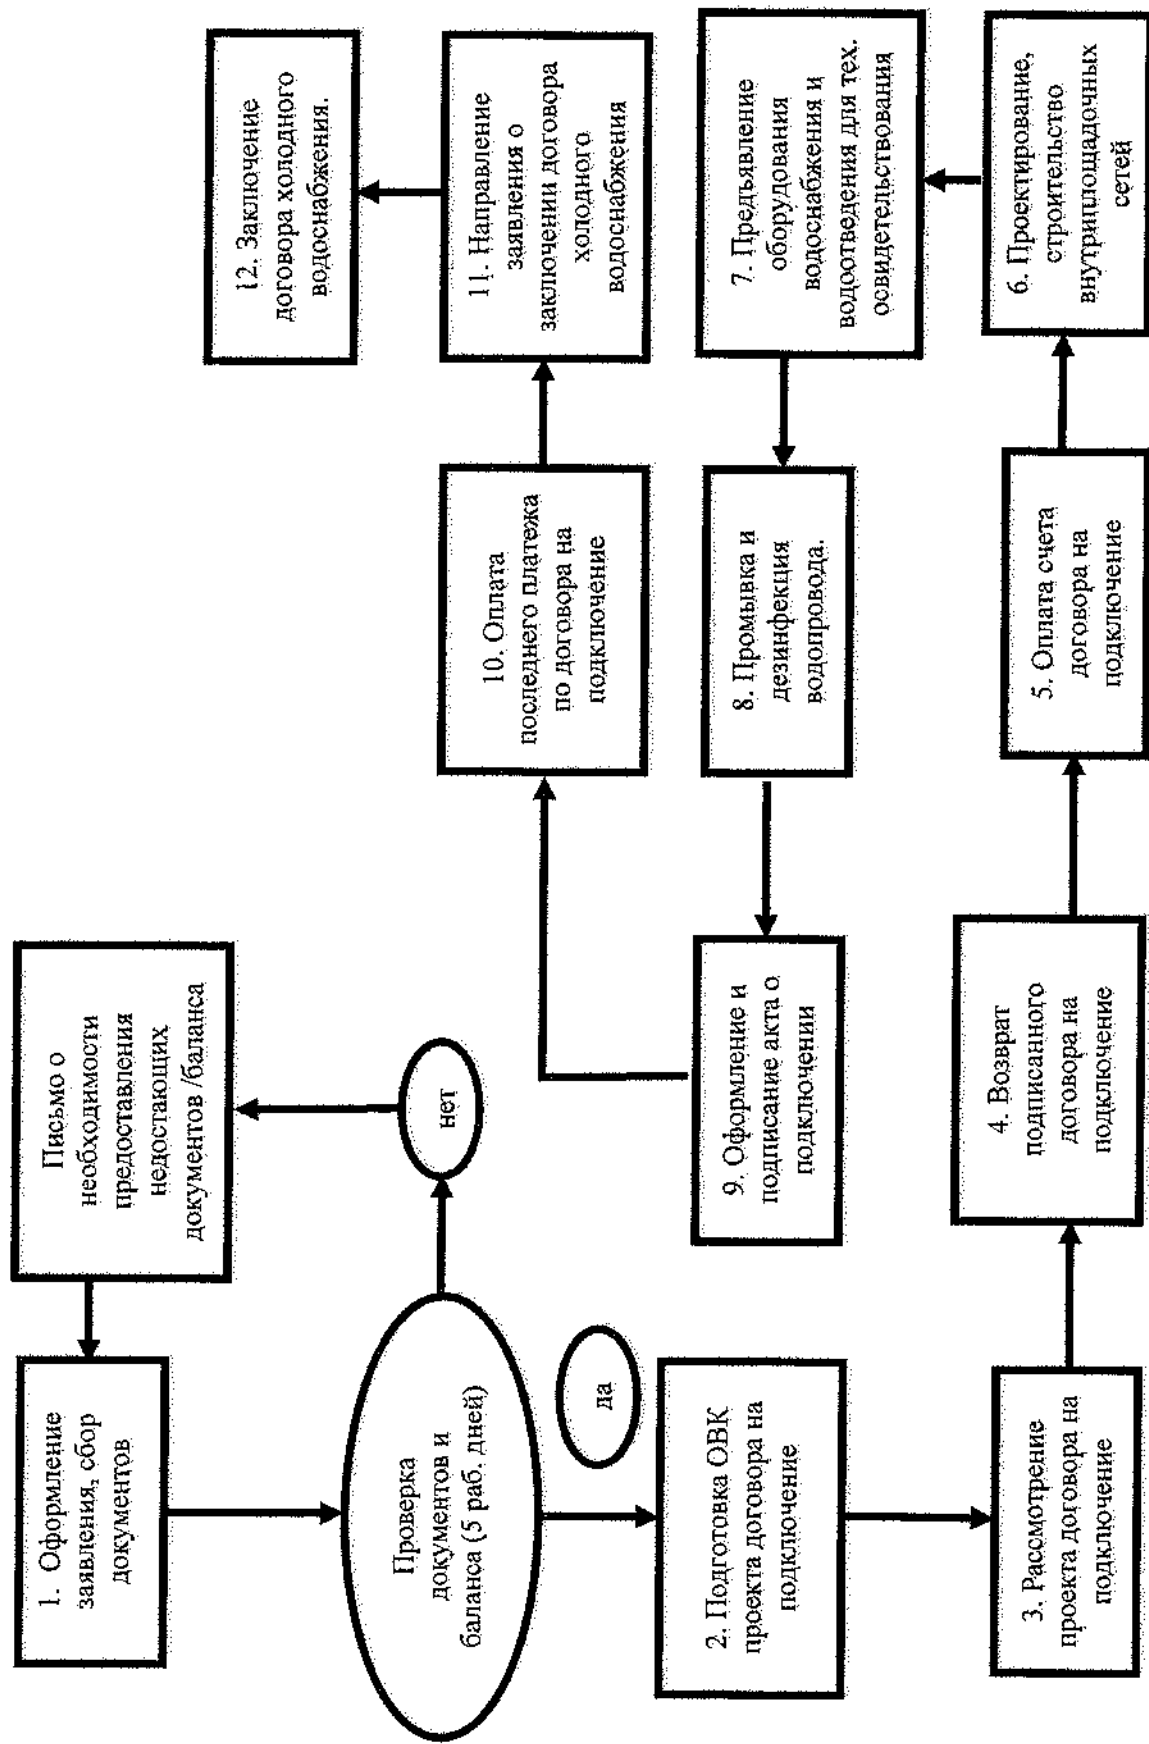 1. Оформление
заявления, сбор
документов
Письмо о
необходимости
предоставления
недостающих
документов /баланса
Проверка
документов и
баланса (5 раб. дней)
нет
да
2. Подготовка ОВК
проекта договора на
подключение
3. Рассмотрение
проекта договора на
подключение
4. Возврат
подписанного
договора на
подключение
5. Оплата счета
договора на
подключение
6. Проектирование,
строительство
внутриплощадочных
сетей
7. Предъявление
оборудования
водоснабжения и
водоотведения для тех.
освидетельствования
8. Промывка и
дезинфекция
водопровода.
9. Оформление и
подписание акта о
подключении
10. Оплата
последнего платежа
по договора на
подключение
11. Направление
заявления о
заключении договора
холодного
водоснабжения
12. Заключение
договора холодного
водоснабжения.